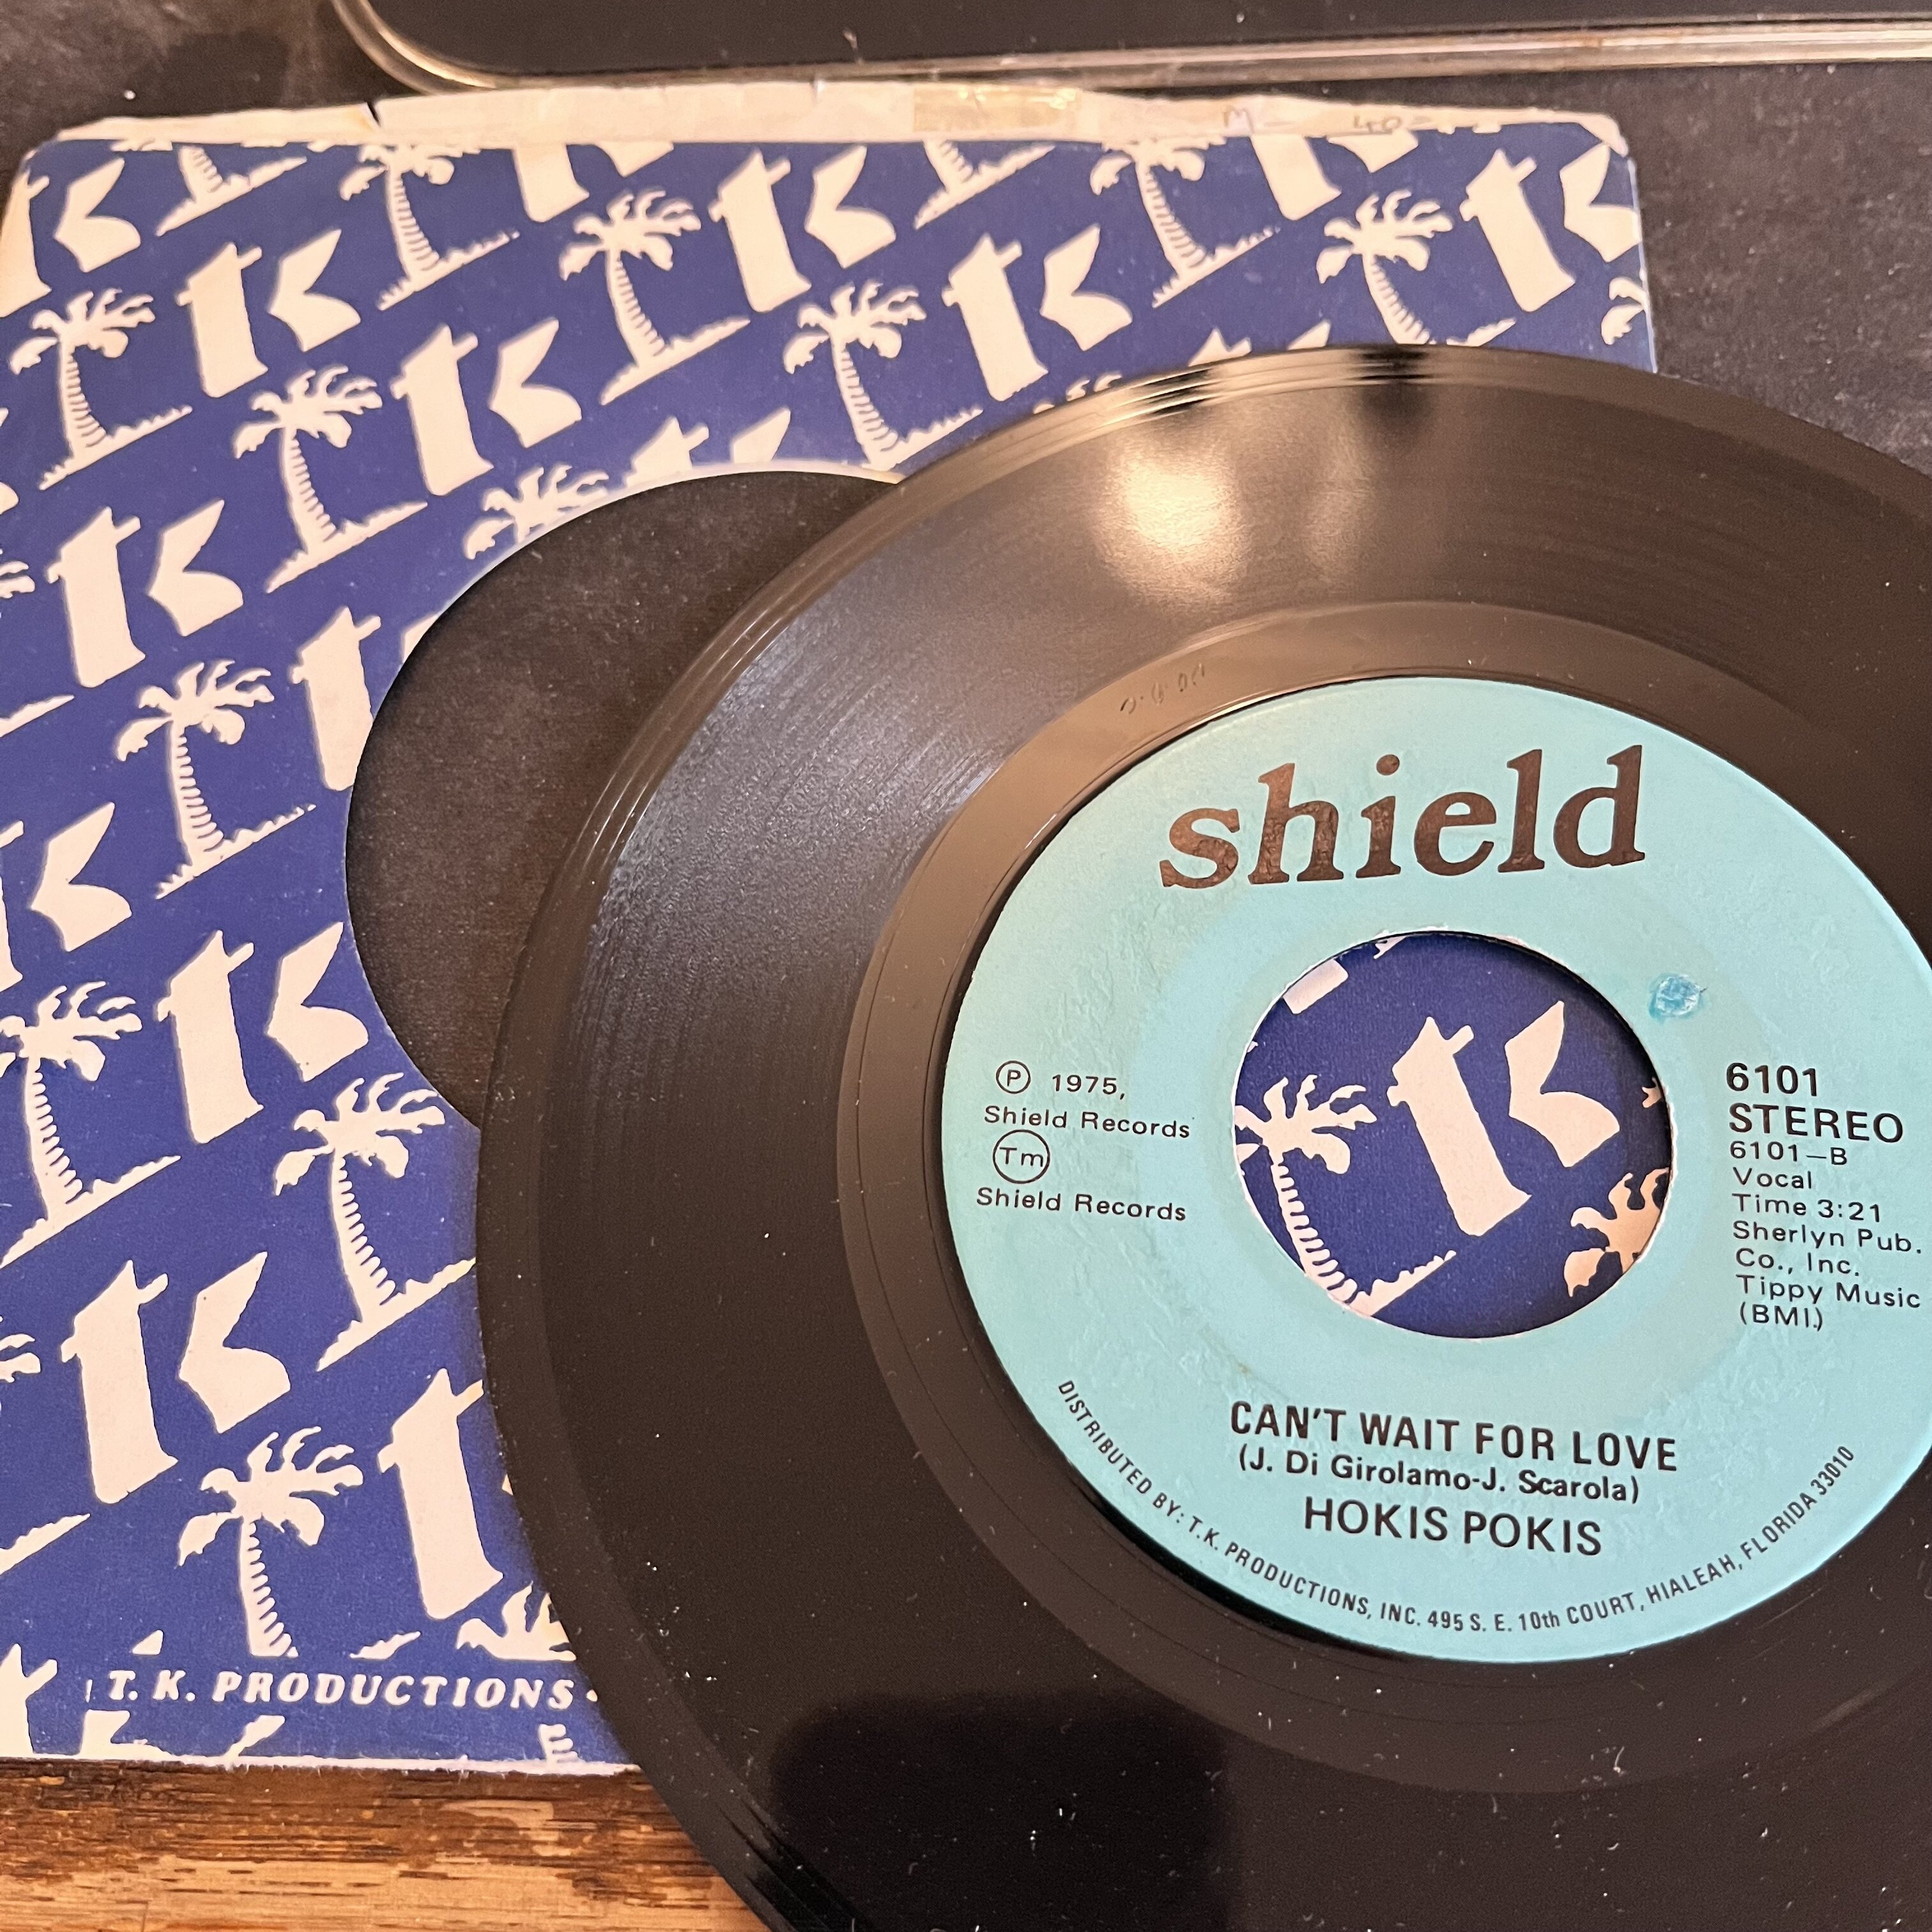 M- 40-
tk
T. K. PRODUCTIONS
shield
Ⓟ 1975,
Shield Records
Tm
Shield Records
6101
STEREO
6101-B
Vocal
Time 3:21
Sherlyn Pub.
Co., Inc.
Tippy Music
(BMI.)
CAN'T WAIT FOR LOVE
(J. Di Girolamo-J. Scarola)
HOKIS POKIS
DISTRIBUTED BY: T.K. PRODUCTIONS, INC. 495 S. E. 10th COURT, HIALEAH, FLORIDA 33010